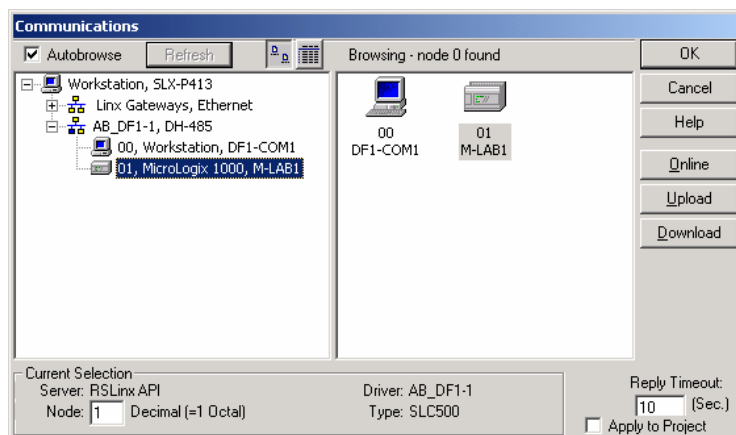 Communications
Autobrowse Refresh Browsing - node 0 found OK
Workstation, SLX-P413
Linx Gateways, Ethernet
AB_DF1-1, DH-485
00, Workstation, DF1-COM1
01, MicroLogix 1000, M-LAB1
00
DF1-COM1
01
M-LAB1
Cancel
Help
Online
Upload
Download
Current Selection
Server: RSLinx API Driver: AB_DF1-1
Node: 1 Decimal (=1 Octal) Type: SLC500
Reply Timeout:
10 (Sec.)
Apply to Project